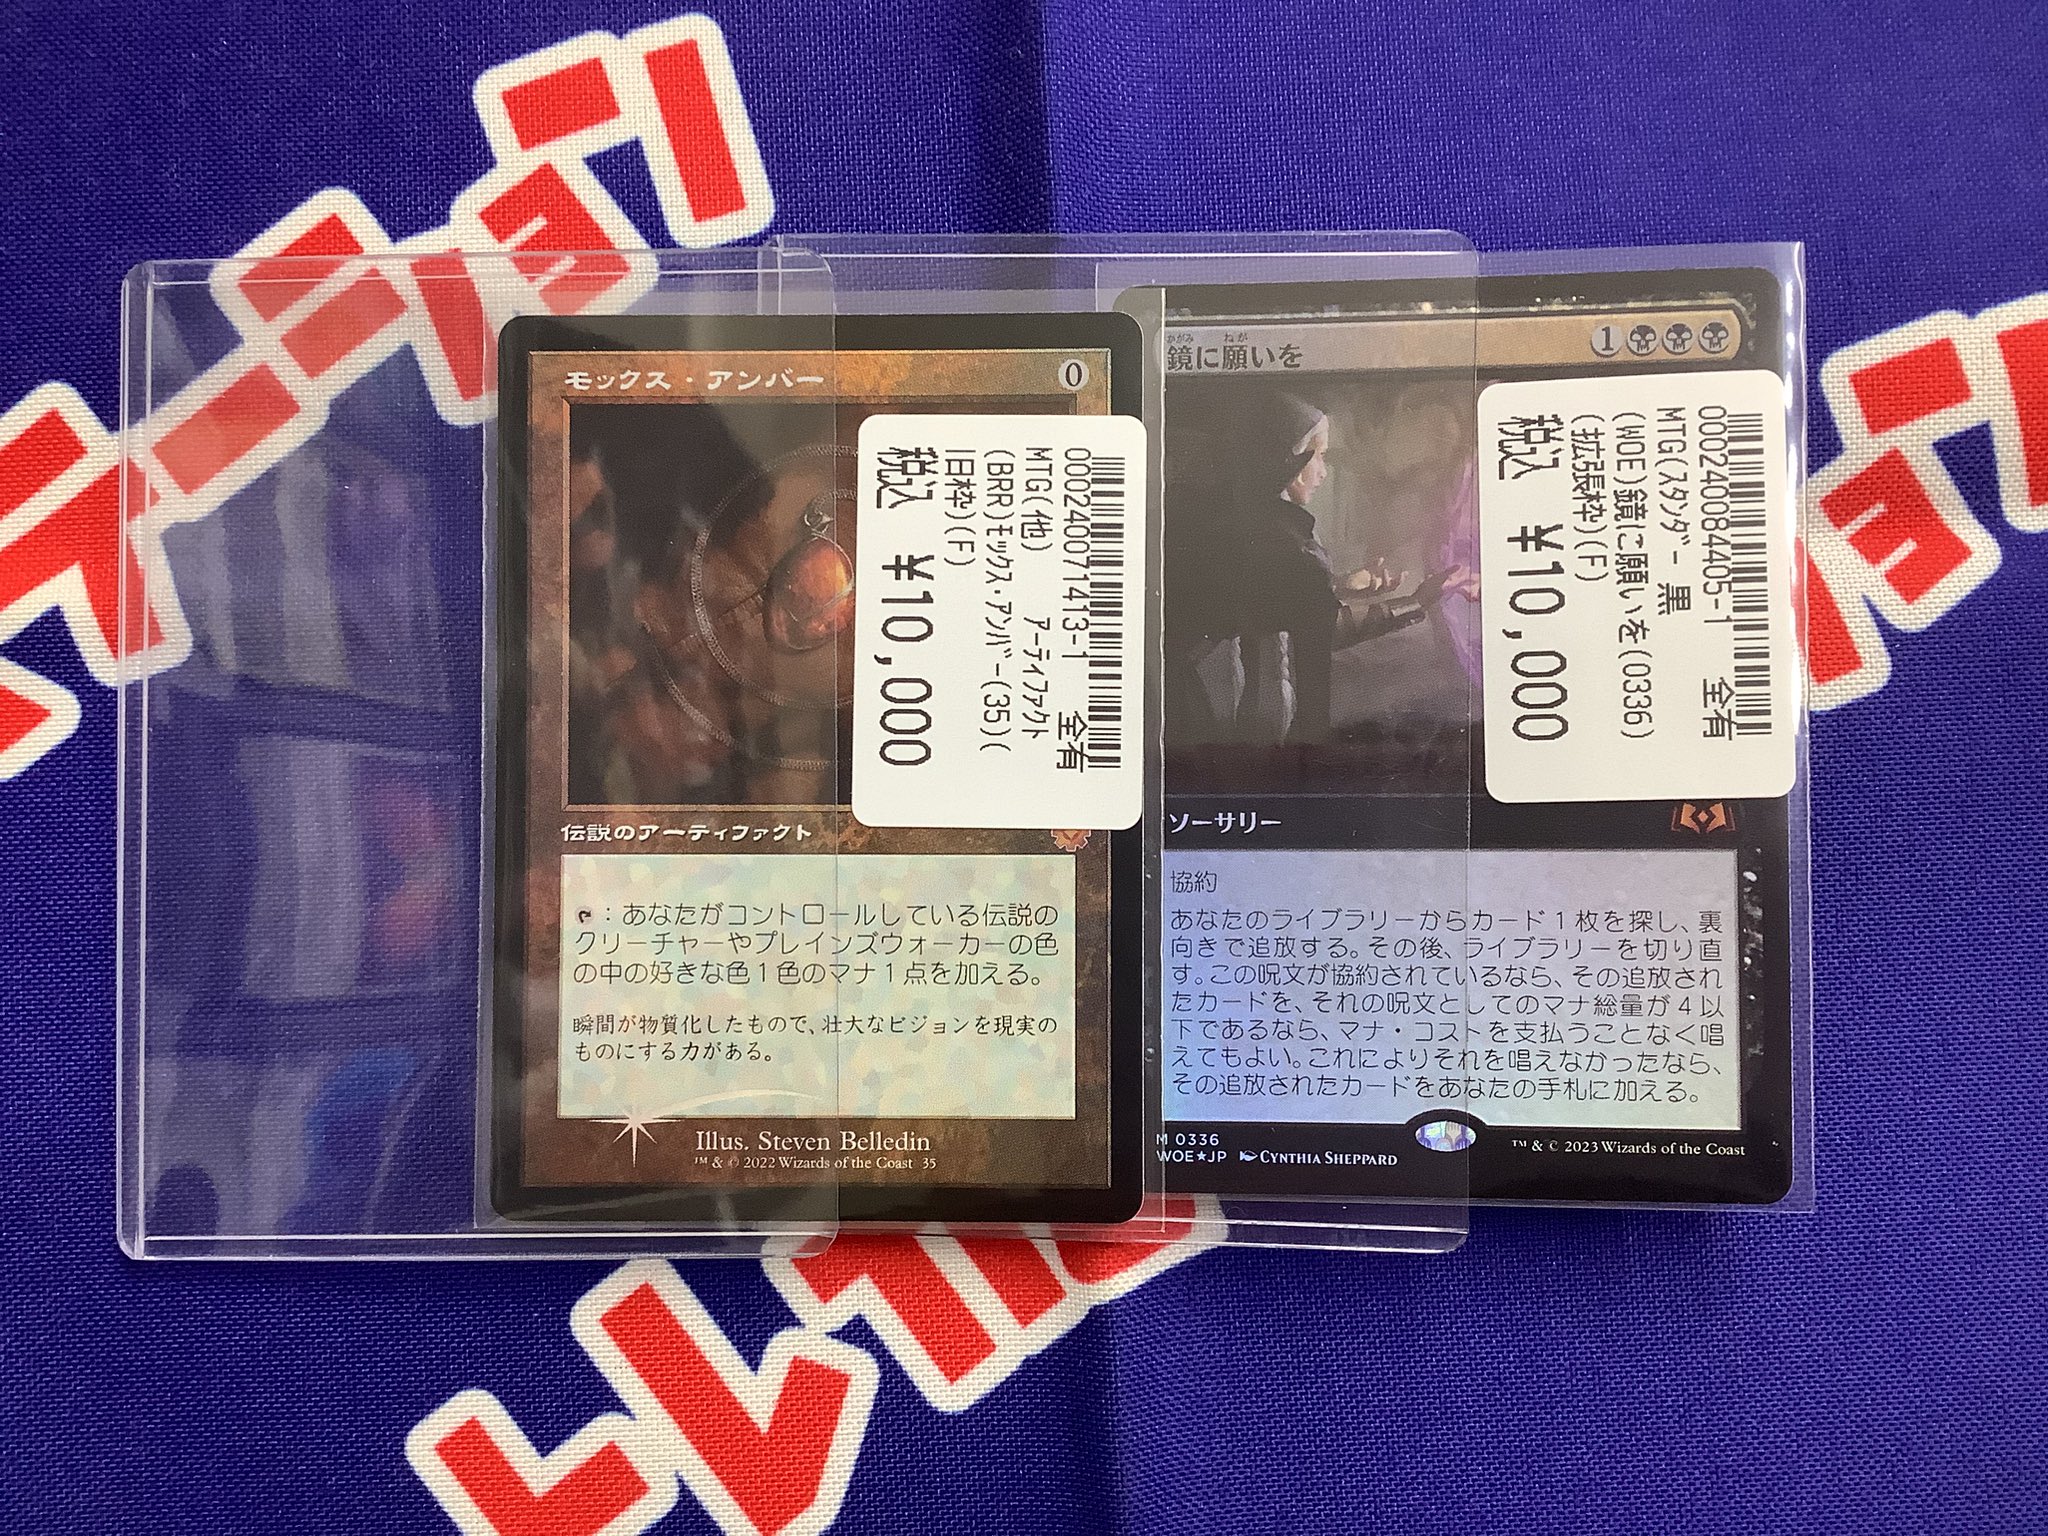 モックス・アンバー
0
伝説のアーティファクト
：あなたがコントロールしている伝説の
クリーチャーやプレインズウォーカーの色
の中の好きな色１色のマナ１点を加える。
瞬間が物質化したもので、壮大なビジョンを現実の
ものにする力がある。
Illus. Steven Belledin
™ & © 2022 Wizards of the Coast 35
000240071413-1 全有
MTG(他) ｱｰﾃｨﾌｧｸﾄ
(BRR)ﾓｯｸｽ･ｱﾝﾊﾞｰ(35)(
旧枠)(F)
税込 ¥10,000
かがみ ねが
鏡に願いを
1
ソーサリー
協約
あなたのライブラリーからカード１枚を探し、裏
向きで追放する。その後、ライブラリーを切り直
す。この呪文が協約されているなら、その追放され
たカードを、それの呪文としてのマナ総量が４以
下であるなら、マナ・コストを支払うことなく唱
えてもよい。これによりそれを唱えなかったなら、
その追放されたカードをあなたの手札に加える。
M 0336
WOE★JP CYNTHIA SHEPPARD
™ & © 2023 Wizards of the Coast
000240084405-1 全有
MTG(ｽﾀﾝﾀﾞｰ 黒
(WOE)鏡に願いを(0336)
(拡張枠)(F)
税込 ¥10,000